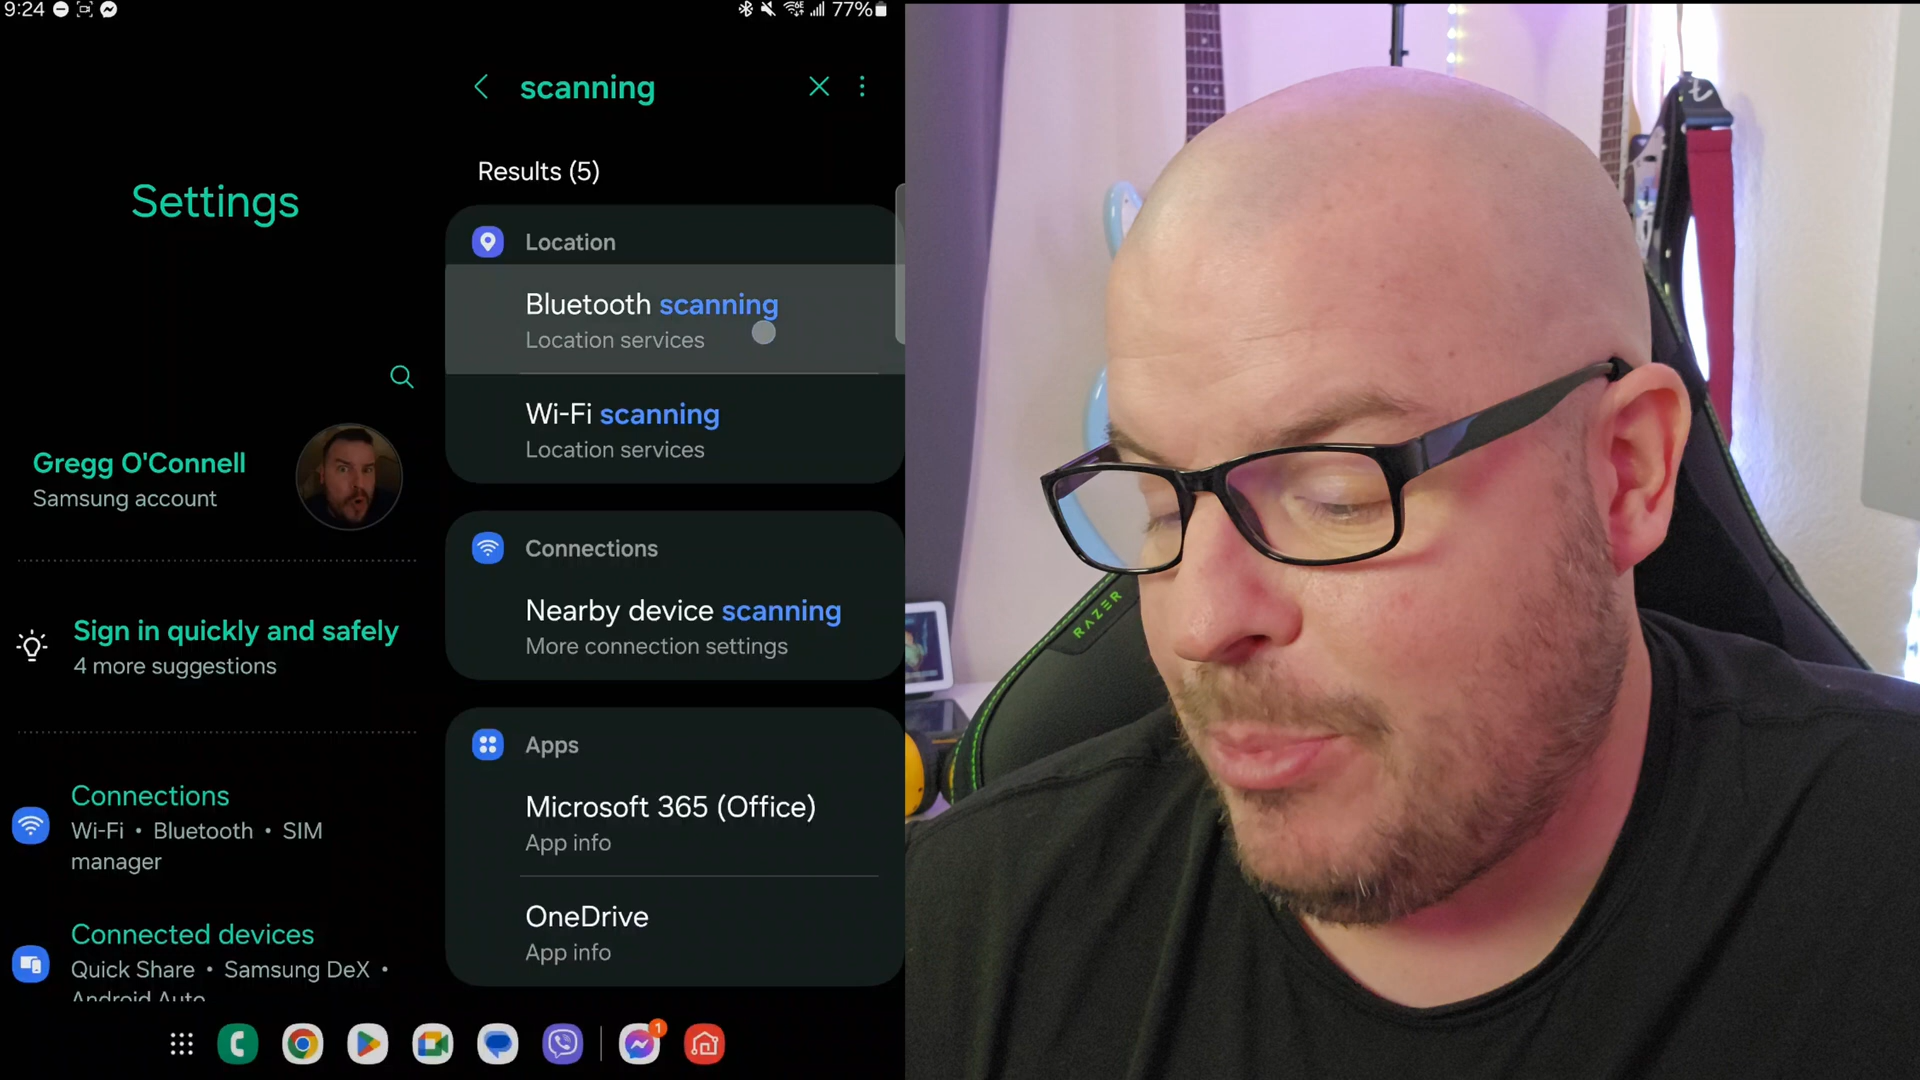 9:24
77%
Settings
Gregg O'Connell
Samsung account
Sign in quickly and safely
4 more suggestions
Connections
Wi-Fi • Bluetooth • SIM
manager
Connected devices
Quick Share • Samsung DeX •
Android Auto
scanning
Results (5)
Location
Bluetooth scanning
Location services
Wi-Fi scanning
Location services
Connections
Nearby device scanning
More connection settings
Apps
Microsoft 365 (Office)
App info
OneDrive
App info
1
RAZER